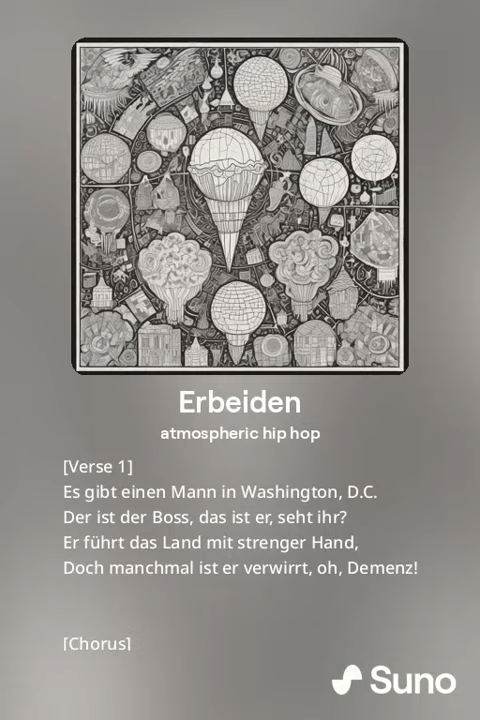 Erbeiden
atmospheric hip hop
[Verse 1]
Es gibt einen Mann in Washington, D.C.
Der ist der Boss, das ist er, seht ihr?
Er führt das Land mit strenger Hand,
Doch manchmal ist er verwirrt, oh, Demenz!
[Chorus]
Suno